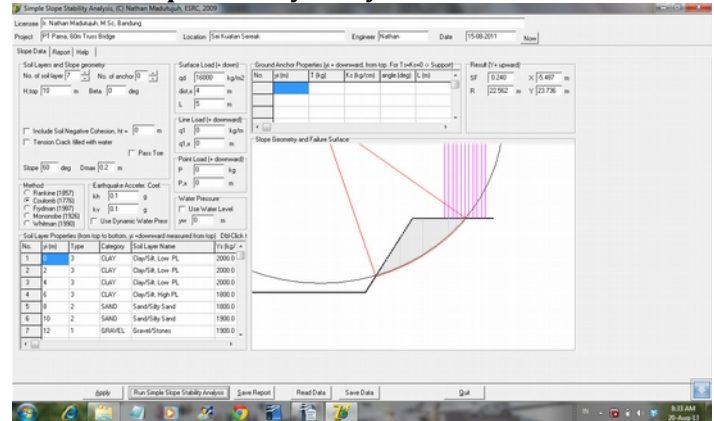 Simple Slope Stability Analysis, (C) Nathan Madutujuh, ESRC, 2009
Licensee Ir. Nathan Madutujuh, M.Sc, Bandung
Project PT Pama, 60m Truss Bridge Location Sei Kuatan Semak Engineer Nathan Date 15-08-2011 Now
Slope Data Report Help
Soil Layers and Slope geometry
No. of soil layer 7 No. of anchor 0
H,top 10 m Beta 0 deg
Include Soil Negative Cohesion, ht = 0 m
Tension Crack filled with water
Pass Toe
Slope 60 deg Dmax 0.2 m
Surface Load (+ down)
qd 16000 kg/m2
dist,x 4 m
L 5 m
Line Load (+ downward)
q1 0 kg/m
q1,x 0 m
Point Load (+ downward)
P 0 kg
P,x 0 m
Method
Rankine (1857)
Coulomb (1776)
Frydman (1987)
Mononobe (1926)
Whitman (1990)
Earthquake Acceler. Coef.
kh 0.1 g
kv 0.1 g
Use Dynamic Water Press
Water Pressure
Use Water Level
yw 0 m
Ground Anchor Properties (yi + downward, from top. For T=Ks=0 -> Support)
No. yi (m) T (kg) Ks (kg/cm) angle (deg) L (m)
Result (Y+ upward)
SF 0.240 X -5.487 m
R 22.562 m Y 23.736 m
Slope Geometry and Failure Surface
Soil Layer Properties (from top to bottom, yi +downward measured from top) Dbl-Click
No. yi (m) Type Category Soil Layer Name Ys (kg/
1 0 3 CLAY Clay/Silt, Low PL 2000.0
2 2 3 CLAY Clay/Silt, Low PL 2000.0
3 4 3 CLAY Clay/Silt, Low PL 2000.0
4 6 3 CLAY Clay/Silt, High PL 1800.0
5 8 2 SAND Sand/Silty Sand 1800.0
6 10 2 SAND Sand/Silty Sand 1900.0
7 12 1 GRAVEL Gravel/Stones 1900.0
Apply Run Simple Slope Stability Analysis Save Report Read Data Save Data Quit
IN 8:33 AM
20-Aug-13